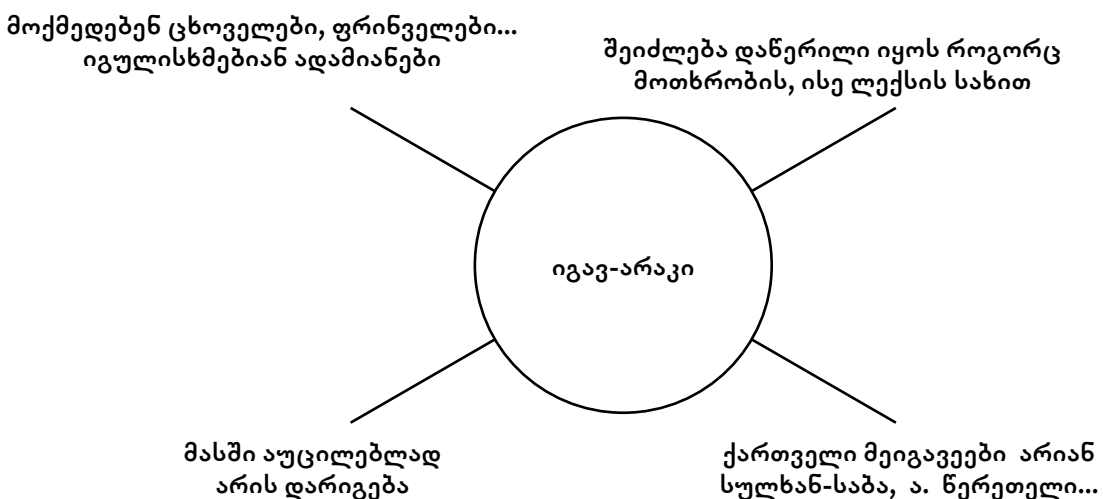 მოქმედებენ ცხოველები, ფრინველები...
იგულისხმებიან ადამიანები
შეიძლება დაწერილი იყოს როგორც
მოთხრობის, ისე ლექსის სახით
იგავ-არაკი
მასში აუცილებლად
არის დარიგება
ქართველი მეიგავეები არიან
სულხან-საბა, ა. წერეთელი...